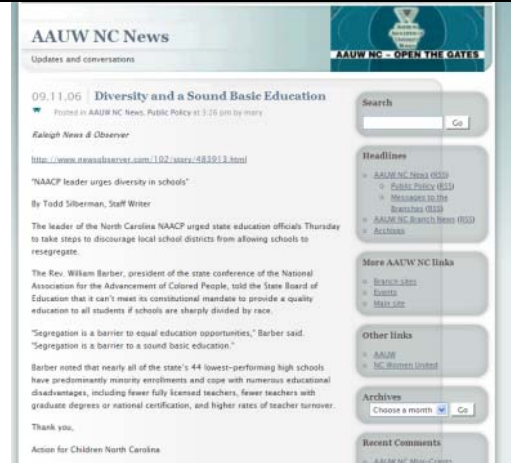 AAUW NC News
Updates and conversations
AAUW NC - OPEN THE GATES
09.11.06 | Diversity and a Sound Basic Education
Posted in AAUW NC News, Public Policy at 3:26 pm by mary
Raleigh News & Observer
http://www.newsobserver.com/102/story/483913.html
"NAACP leader urges diversity in schools"
By Todd Silberman, Staff Writer
The leader of the North Carolina NAACP urged state education officials Thursday
to take steps to discourage local school districts from allowing schools to
resegregate.
The Rev. William Barber, president of the state conference of the National
Association for the Advancement of Colored People, told the State Board of
Education that it can't meet its constitutional mandate to provide a quality
education to all students if schools are sharply divided by race.
"Segregation is a barrier to equal education opportunities," Barber said.
"Segregation is a barrier to a sound basic education."
Barber noted that nearly all of the state's 44 lowest-performing high schools
have predominantly minority enrollments and cope with numerous educational
disadvantages, including fewer fully licensed teachers, fewer teachers with
graduate degrees or national certification, and higher rates of teacher turnover.
Thank you,
Action for Children North Carolina
Search
Go
Headlines
AAUW NC News (RSS)
Public Policy (RSS)
Messages to the
Branches (RSS)
AAUW NC Branch News (RSS)
Archives
More AAUW NC links
Branch sites
Events
Main site
Other links
AAUW
NC Women United
Archives
Choose a month Go
Recent Comments
AAUW NC